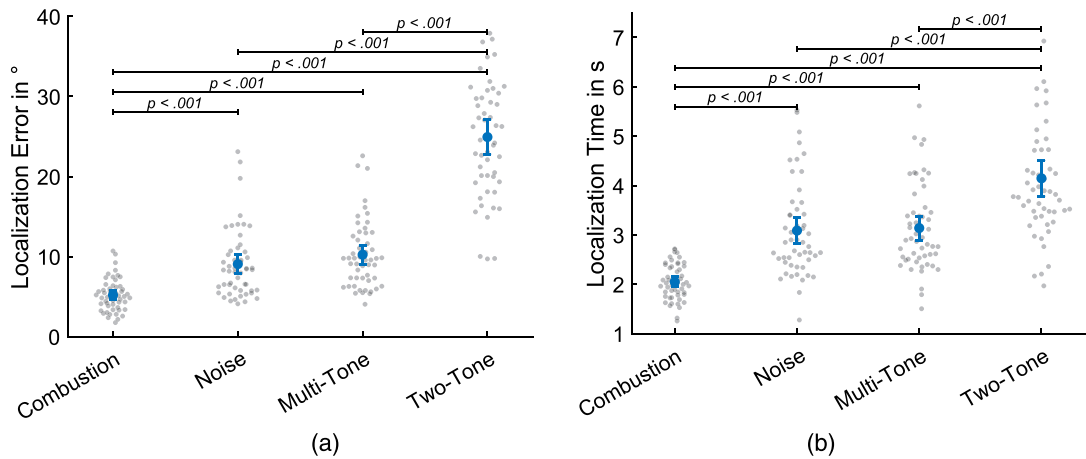 Localization Error in °
40
30
20
10
0
p < .001
p < .001
p < .001
p < .001
p < .001
Combustion
Noise
Multi-Tone
Two-Tone
(a)
Localization Time in s
7
6
5
4
3
2
1
p < .001
p < .001
p < .001
p < .001
p < .001
Combustion
Noise
Multi-Tone
Two-Tone
(b)